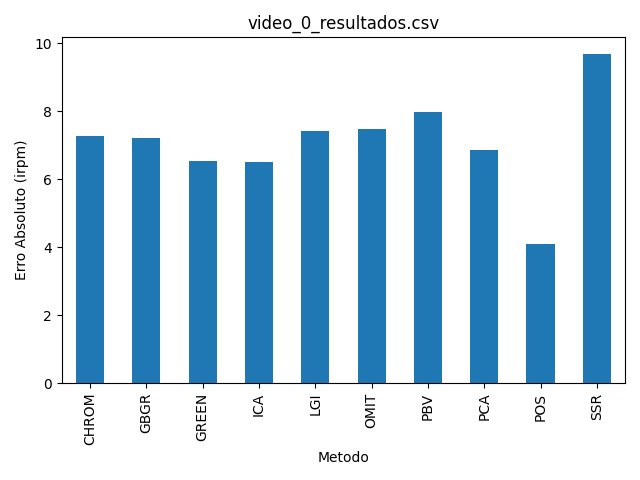 video_0_resultados.csv
Erro Absoluto (irpm)
10
8
6
4
2
0
CHROM
GBGR
GREEN
ICA
LGI
OMIT
PBV
PCA
POS
SSR
Metodo